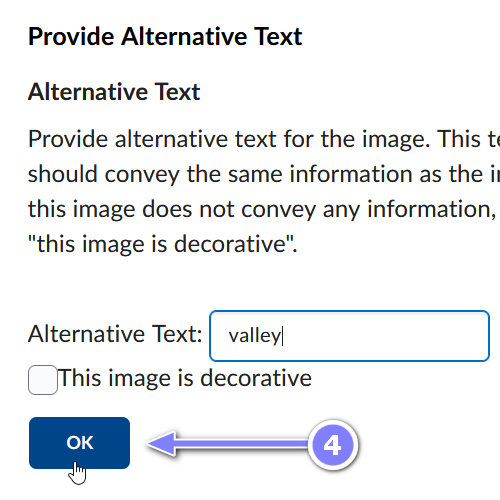 Provide Alternative Text
Alternative Text
Provide alternative text for the image. This
should convey the same information as the
this image does not convey any information,
"this image is decorative".
Alternative Text: valley
This image is decorative
OK
4